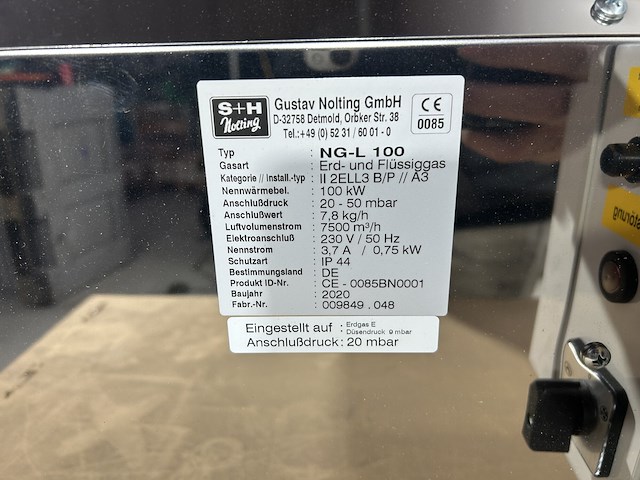 S+H
Nolting
Gustav Nolting GmbH
D-32758 Detmold, Orbker Str. 38
Tel.:+49 (0) 52 31 / 60 01 - 0
CE
0085
Typ : NG-L 100
Gasart : Erd- und Flüssiggas
Kategorie // Install.-typ : II 2ELL3 B/P // A3
Nennwärmebel. : 100 kW
Anschlußdruck : 20 - 50 mbar
Anschlußwert : 7,8 kg/h
Luftvolumenstrom : 7500 m³/h
Elektroanschluß : 230 V / 50 Hz
Nennstrom : 3,7 A / 0,75 kW
Schutzart : IP 44
Bestimmungsland : DE
Produkt ID-Nr. : CE - 0085BN0001
Baujahr : 2020
Fabr.-Nr. : 009849 . 048
Eingestellt auf : Erdgas E
: Düsendruck 9 mbar
Anschlußdruck : 20 mbar